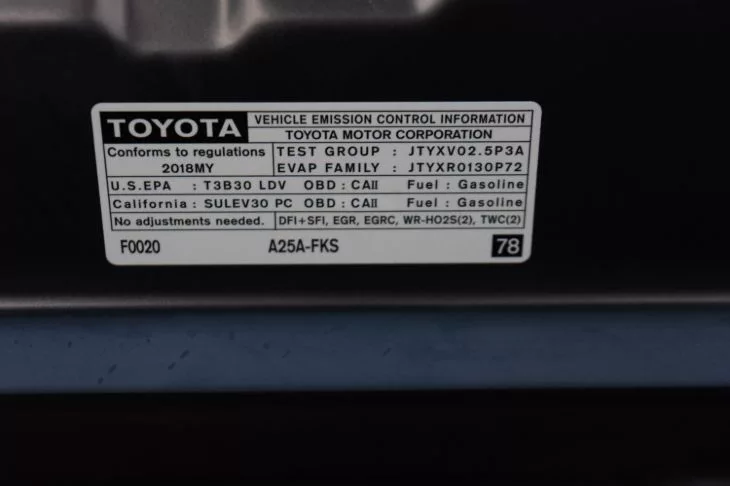 TOYOTA
VEHICLE EMISSION CONTROL INFORMATION
TOYOTA MOTOR CORPORATION
Conforms to regulations
2018MY
TEST GROUP : JTYXV02.5P3A
EVAP FAMILY : JTYXR0130P72
U.S.EPA : T3B30 LDV OBD : CAII Fuel : Gasoline
California : SULEV30 PC OBD : CAII Fuel : Gasoline
No adjustments needed. DFI+SFI, EGR, EGRC, WR-HO2S(2), TWC(2)
F0020 A25A-FKS 78